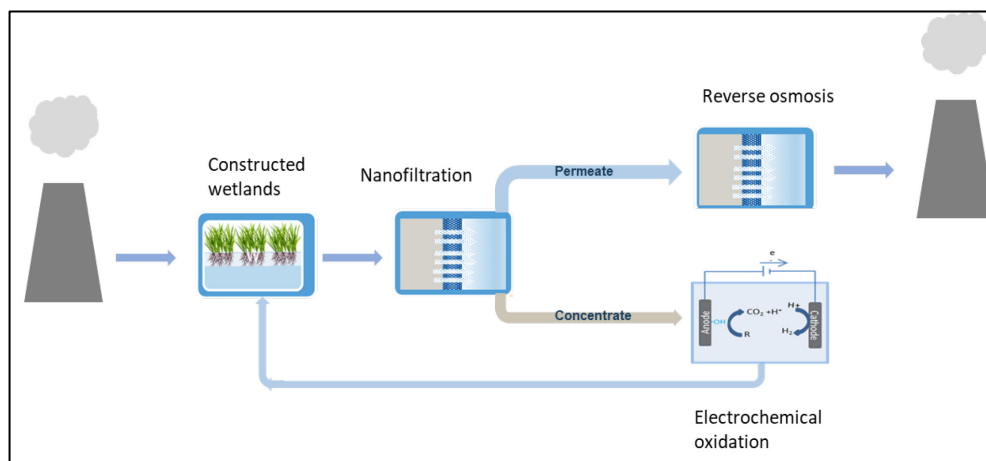 Reverse osmosis
Constructed
wetlands
Nanofiltration
Permeate
Concentrate
e
Anode
·OH
CO₂ +H⁺
R
H+
H₂
Cathode
Electrochemical
oxidation